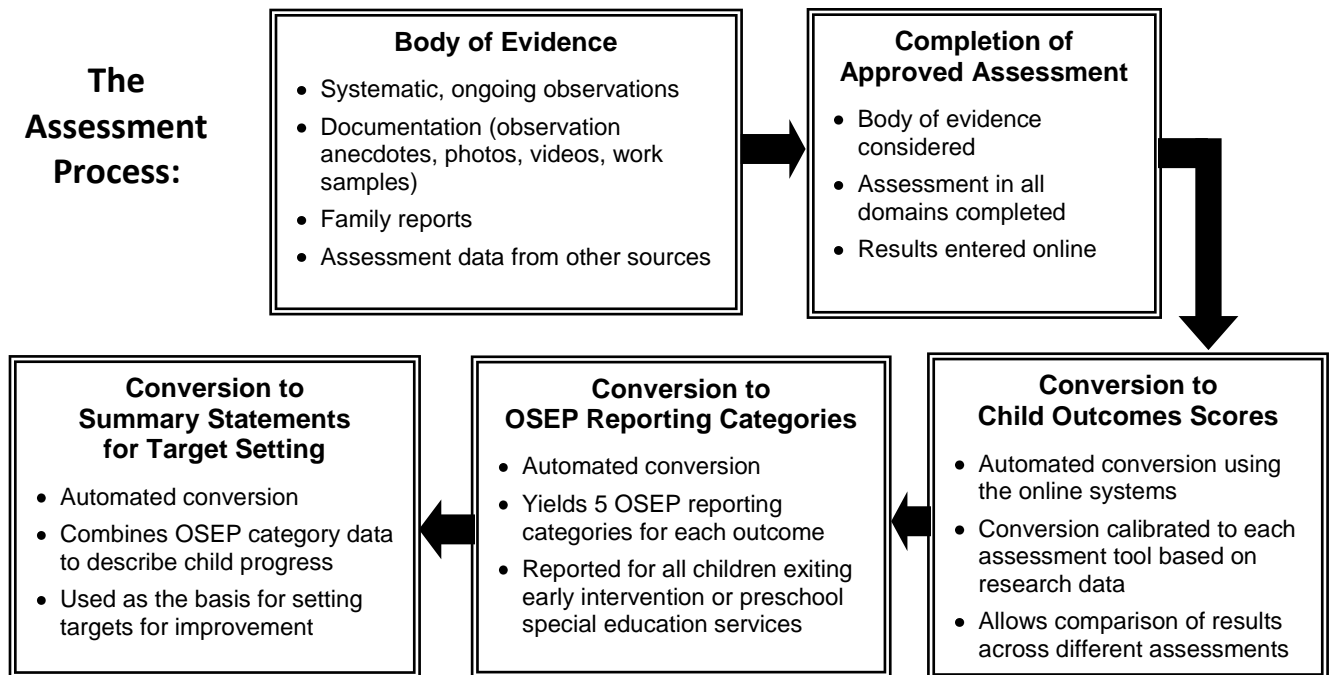 The
Assessment
Process:
Body of Evidence
• Systematic, ongoing observations
• Documentation (observation
anecdotes, photos, videos, work
samples)
• Family reports
• Assessment data from other sources
Completion of
Approved Assessment
• Body of evidence
considered
• Assessment in all
domains completed
• Results entered online
Conversion to
Child Outcomes Scores
• Automated conversion using
the online systems
• Conversion calibrated to each
assessment tool based on
research data
• Allows comparison of results
across different assessments
Conversion to
OSEP Reporting Categories
• Automated conversion
• Yields 5 OSEP reporting
categories for each outcome
• Reported for all children exiting
early intervention or preschool
special education services
Conversion to
Summary Statements
for Target Setting
• Automated conversion
• Combines OSEP category data
to describe child progress
• Used as the basis for setting
targets for improvement